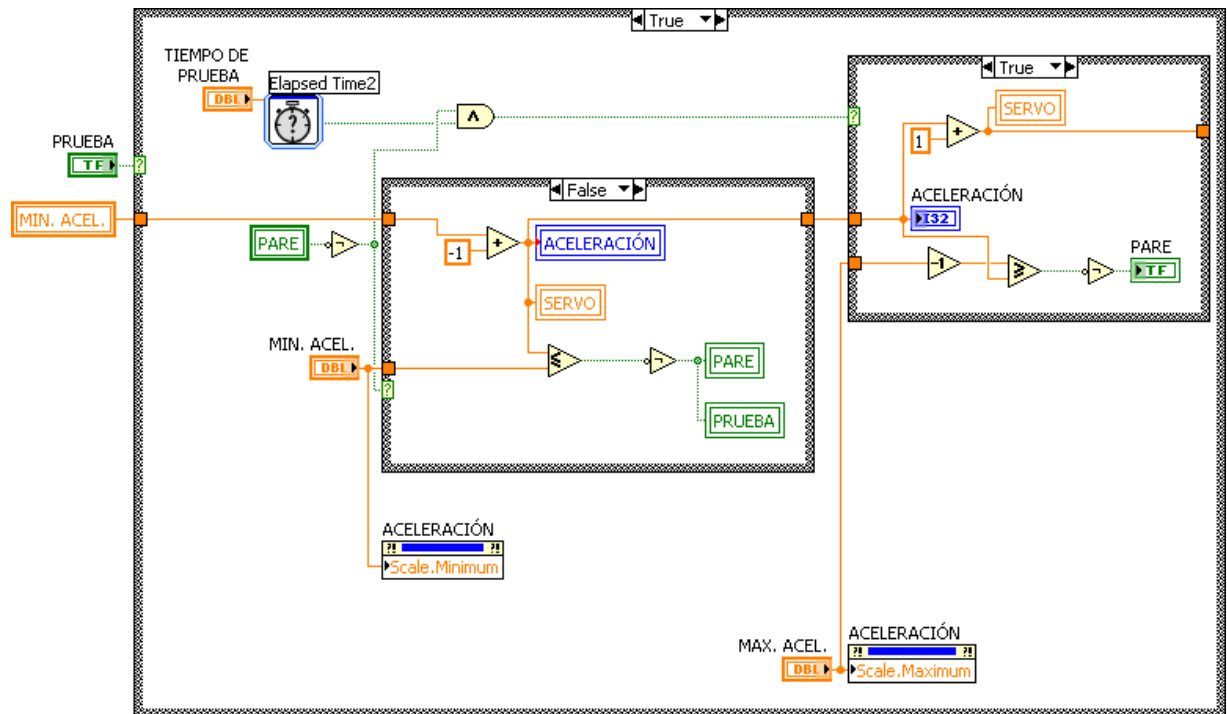 True
TIEMPO DE
PRUEBA
DBL
Elapsed Time2
?
True
?
SERVO
1
PRUEBA
TF
?
MIN. ACEL.
False
PARE
-1
ACELERACIÓN
SERVO
ACELERACIÓN
I32
-1
PARE
TF
MIN. ACEL.
DBL
?
PARE
PRUEBA
ACELERACIÓN
?! ?!
Scale.Minimum
MAX. ACEL.
DBL
ACELERACIÓN
?! ?!
Scale.Maximum